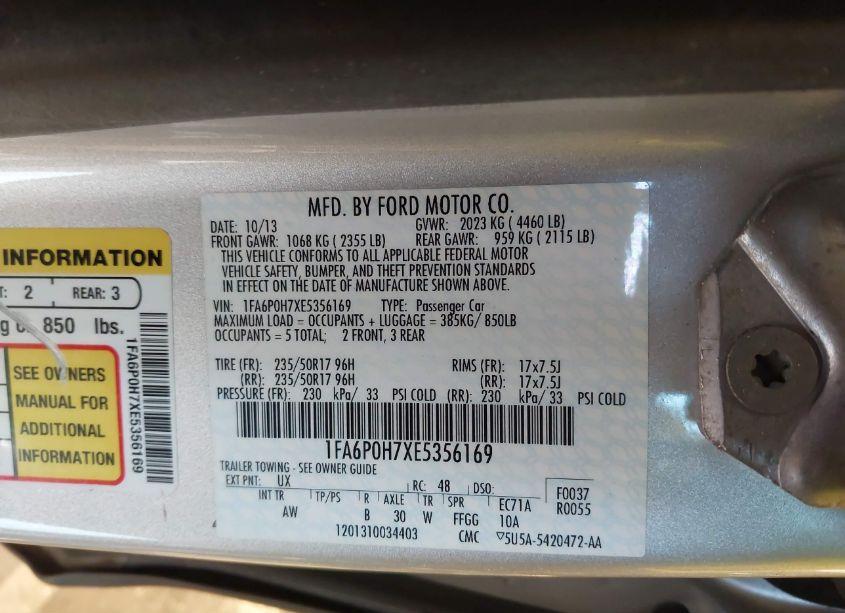 INFORMATION
T: 2 REAR: 3
850 lbs.
SEE OWNERS
MANUAL FOR
ADDITIONAL
INFORMATION
1FA6P0H7XE5356169
MFD. BY FORD MOTOR CO.
DATE: 10/13 GVWR: 2023 KG ( 4460 LB)
FRONT GAWR: 1068 KG ( 2355 LB) REAR GAWR: 959 KG ( 2115 LB)
THIS VEHICLE CONFORMS TO ALL APPLICABLE FEDERAL MOTOR
VEHICLE SAFETY, BUMPER, AND THEFT PREVENTION STANDARDS
IN EFFECT ON THE DATE OF MANUFACTURE SHOWN ABOVE.
VIN: 1FA6P0H7XE5356169 TYPE: Passenger Car
MAXIMUM LOAD = OCCUPANTS + LUGGAGE = 385KG/ 850LB
OCCUPANTS = 5 TOTAL; 2 FRONT, 3 REAR
TIRE (FR): 235/50R17 96H RIMS (FR): 17x7.5J
(RR): 235/50R17 96H (RR): 17x7.5J
PRESSURE (FR): 230 kPa/ 33 PSI COLD (RR): 230 kPa/ 33 PSI COLD
1FA6P0H7XE5356169
TRAILER TOWING - SEE OWNER GUIDE
EXT PNT: UX RC: 48 DSO: F0037
INT TR TP/PS R AXLE TR SPR EC71A R0055
AW B 30 W FFGG 10A
1201310034403 CMC ▽5U5A-5420472-AA